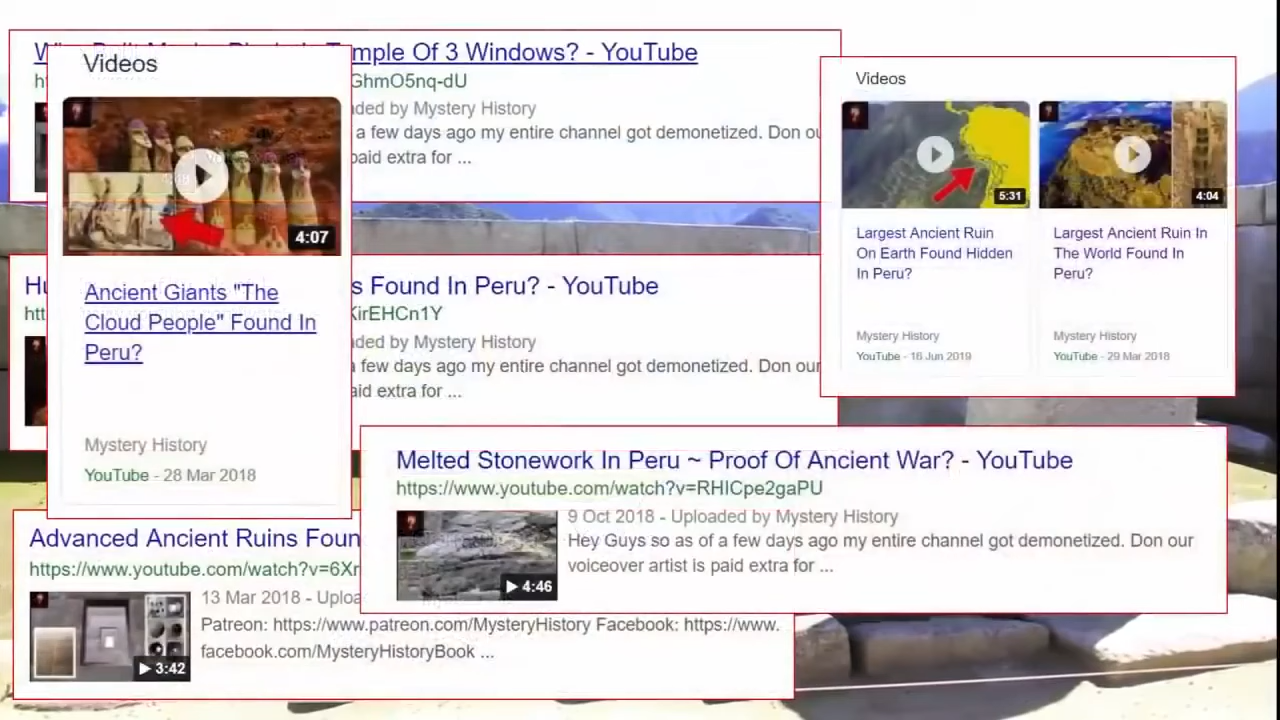 Temple Of 3 Windows? - YouTube
GhmO5nq-dU
Uploaded by Mystery History
a few days ago my entire channel got demonetized. Don ou
paid extra for ...
Videos
4:07
Ancient Giants "The
Cloud People" Found In
Peru?
Mystery History
YouTube - 28 Mar 2018
s Found In Peru? - YouTube
KirEHCn1Y
ded by Mystery History
a few days ago my entire channel got demonetized. Don our
aid extra for ...
Videos
5:31
Largest Ancient Ruin
On Earth Found Hidden
In Peru?
Mystery History
YouTube - 16 Jun 2019
4:04
Largest Ancient Ruin In
The World Found In
Peru?
Mystery History
YouTube - 29 Mar 2018
Melted Stonework In Peru ~ Proof Of Ancient War? - YouTube
https://www.youtube.com/watch?v=RHICpe2gaPU
9 Oct 2018 - Uploaded by Mystery History
Hey Guys so as of a few days ago my entire channel got demonetized. Don our
voiceover artist is paid extra for ...
4:46
Advanced Ancient Ruins Foun
https://www.youtube.com/watch?v=6Xr
13 Mar 2018 - Uploa
Patreon: https://www.patreon.com/MysteryHistory Facebook: https://www.
facebook.com/MysteryHistoryBook ...
3:42